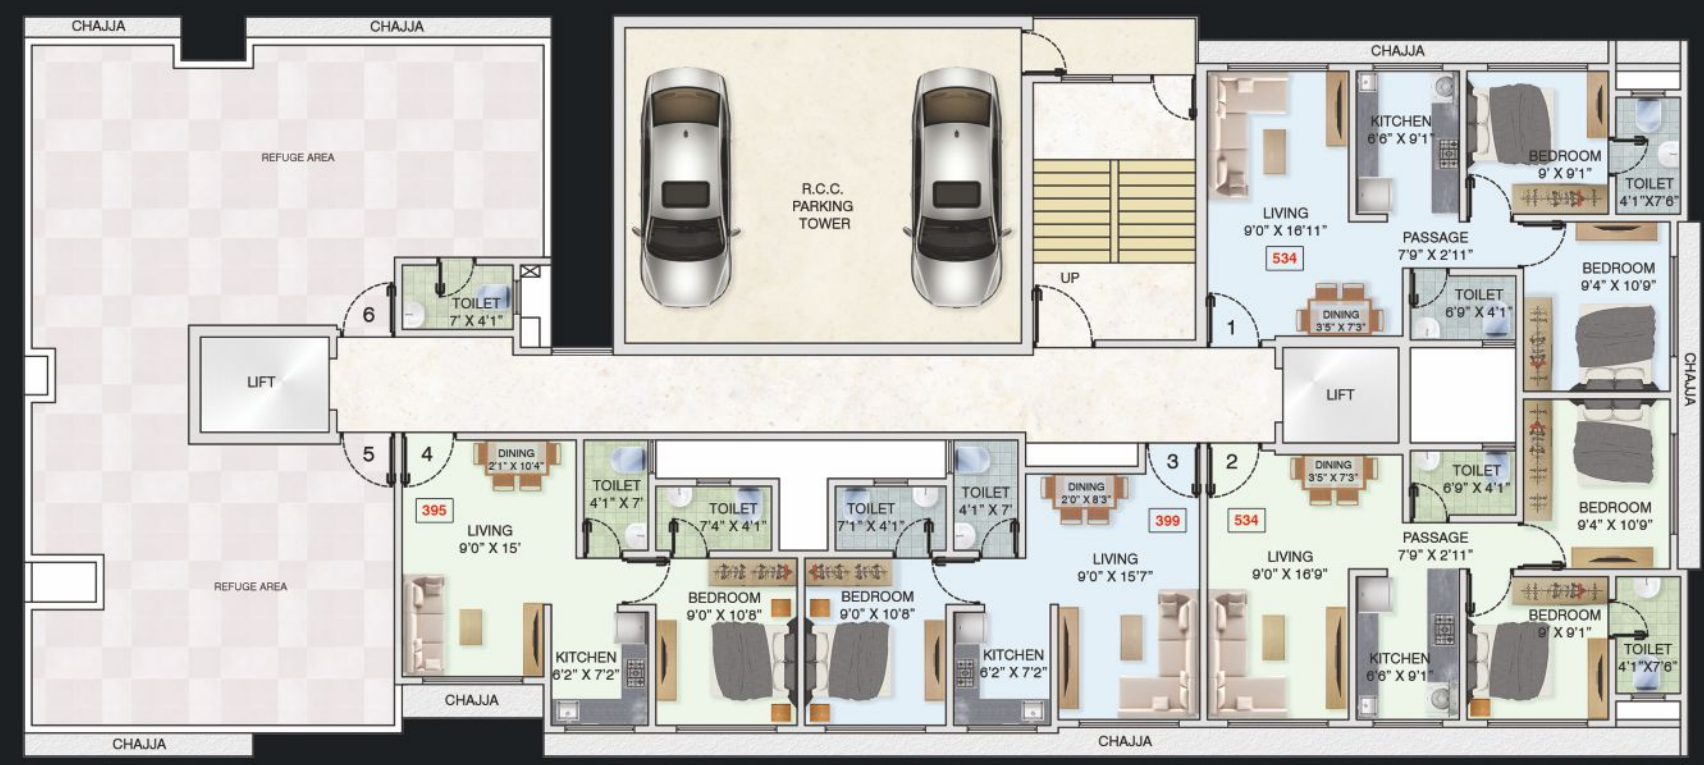 CHAJJA
CHAJJA
REFUGE AREA
TOILET
7' X 4'1"
6
LIFT
5
REFUGE AREA
CHAJJA
R.C.C.
PARKING
TOWER
UP
CHAJJA
LIVING
9'0" X 16'11"
534
KITCHEN
6'6" X 9'1"
BEDROOM
9' X 9'1"
TOILET
4'1"X7'6"
PASSAGE
7'9" X 2'11"
BEDROOM
9'4" X 10'9"
TOILET
6'9" X 4'1"
DINING
3'5" X 7'3"
1
LIFT
CHAJJA
4
DINING
2'1" X 10'4"
395
LIVING
9'0" X 15'
TOILET
4'1" X 7'
TOILET
7'4" X 4'1"
BEDROOM
9'0" X 10'8"
KITCHEN
6'2" X 7'2"
CHAJJA
TOILET
7'1" X 4'1"
TOILET
4'1" X 7'
BEDROOM
9'0" X 10'8"
KITCHEN
6'2" X 7'2"
DINING
2'0" X 8'3"
3
399
LIVING
9'0" X 15'7"
2
DINING
3'5" X 7'3"
534
LIVING
9'0" X 16'9"
TOILET
6'9" X 4'1"
PASSAGE
7'9" X 2'11"
BEDROOM
9'4" X 10'9"
KITCHEN
6'6" X 9'1"
BEDROOM
9' X 9'1"
TOILET
4'1"X7'6"
CHAJJA